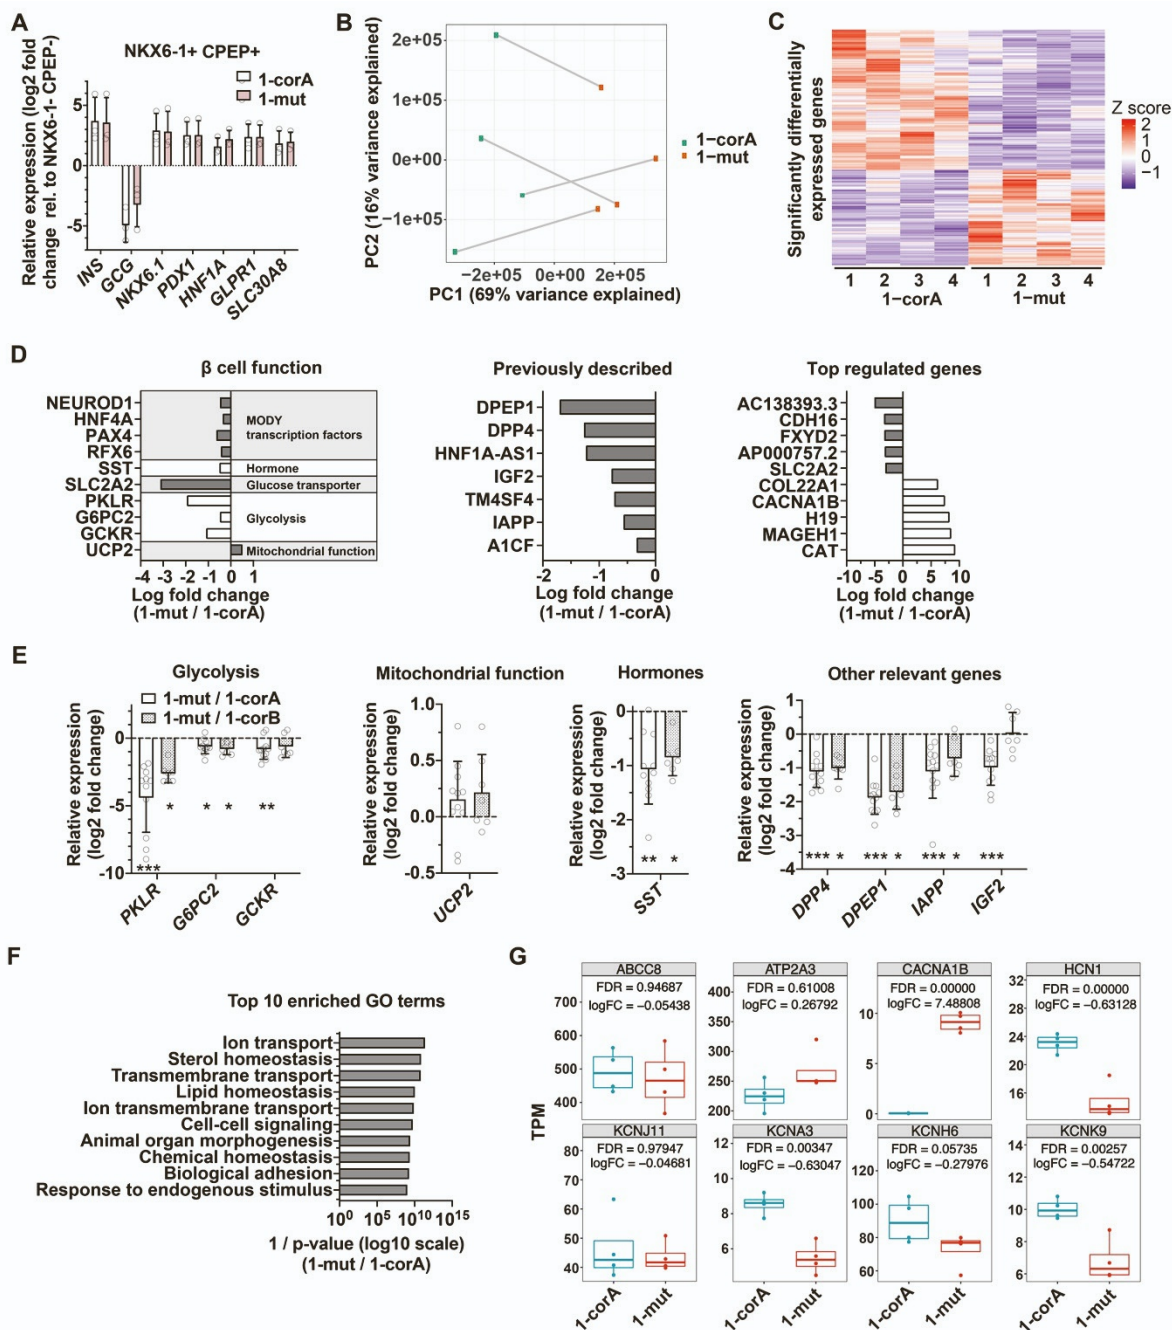 A
NKX6-1+ CPEP+
Relative expression (log2 fold
change rel. to NKX6-1- CPEP-)
1-corA
1-mut
5
0
-5
INS
GCG
NKX6.1
PDX1
HNF1A
GLPR1
SLC30A8
B
PC2 (16% variance explained)
2e+05
1e+05
0e+00
−1e+05
−2e+05
0e+00
2e+05
PC1 (69% variance explained)
1−corA
1−mut
C
Significantly differentially
expressed genes
Z score
2
1
0
−1
1 2 3 4 1 2 3 4
1−corA
1−mut
D
β cell function
NEUROD1
HNF4A
PAX4
RFX6
SST
SLC2A2
PKLR
G6PC2
GCKR
UCP2
MODY
transcription factors
Hormone
Glucose transporter
Glycolysis
Mitochondrial function
-4 -3 -2 -1 0 1
Log fold change
(1-mut / 1-corA)
Previously described
DPEP1
DPP4
HNF1A-AS1
IGF2
TM4SF4
IAPP
A1CF
-2 -1 0
Log fold change
(1-mut / 1-corA)
Top regulated genes
AC138393.3
CDH16
FXYD2
AP000757.2
SLC2A2
COL22A1
CACNA1B
H19
MAGEH1
CAT
-10 -5 0 5 10
Log fold change
(1-mut / 1-corA)
E
Glycolysis
1-mut / 1-corA
1-mut / 1-corB
Relative expression
(log2 fold change)
0
-5
-10
*** * * * **
PKLR
G6PC2
GCKR
Mitochondrial function
Relative expression
(log2 fold change)
1.0
0.5
0.0
-0.5
UCP2
Hormones
Relative expression
(log2 fold change)
0
-1
-2
-3
** *
SST
Other relevant genes
Relative expression
(log2 fold change)
1
0
-1
-2
-3
-4
*** * *** * *** * ***
DPP4
DPEP1
IAPP
IGF2
F
Top 10 enriched GO terms
Ion transport
Sterol homeostasis
Transmembrane transport
Lipid homeostasis
Ion transmembrane transport
Cell-cell signaling
Animal organ morphogenesis
Chemical homeostasis
Biological adhesion
Response to endogenous stimulus
10⁰ 10⁵ 10¹⁰ 10¹⁵
1 / p-value (log10 scale)
(1-mut / 1-corA)
G
TPM
ABCC8
FDR = 0.94687
logFC = −0.05438
700
600
500
400
ATP2A3
FDR = 0.61008
logFC = 0.26792
400
350
300
250
200
CACNA1B
FDR = 0.00000
logFC = 7.48808
10
5
0
HCN1
FDR = 0.00000
logFC = −0.63128
32
28
24
20
16
KCNJ11
FDR = 0.97947
logFC = −0.04681
80
70
60
50
40
KCNA3
FDR = 0.00347
logFC = −0.63047
10
8
6
KCNH6
FDR = 0.05735
logFC = −0.27976
120
100
80
60
KCNK9
FDR = 0.00257
logFC = −0.54722
14
12
10
8
6
1-corA
1-mut
1-corA
1-mut
1-corA
1-mut
1-corA
1-mut